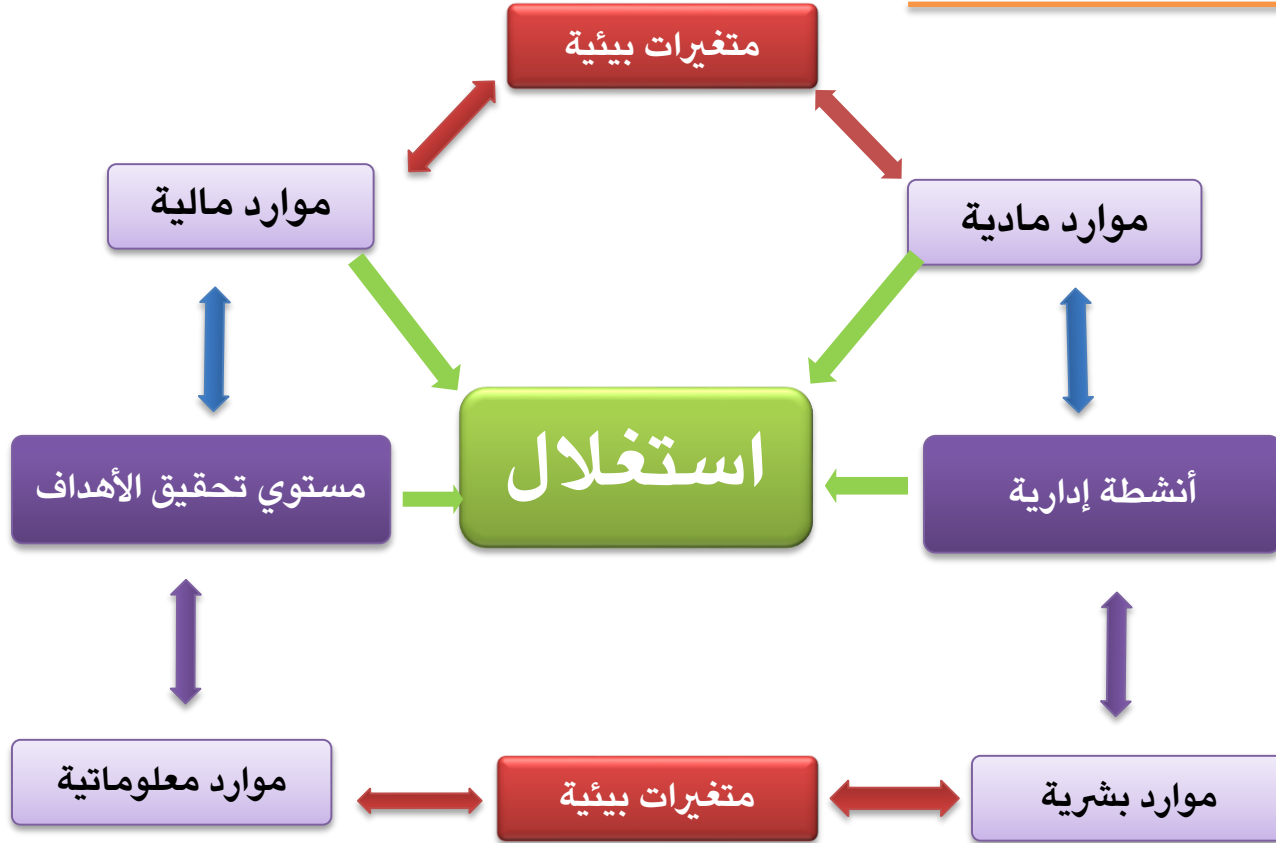 متغيرات بيئية
موارد مادية
موارد مالية
استغلال
أنشطة إدارية
مستوي تحقيق الأهداف
موارد بشرية
متغيرات بيئية
موارد معلوماتية